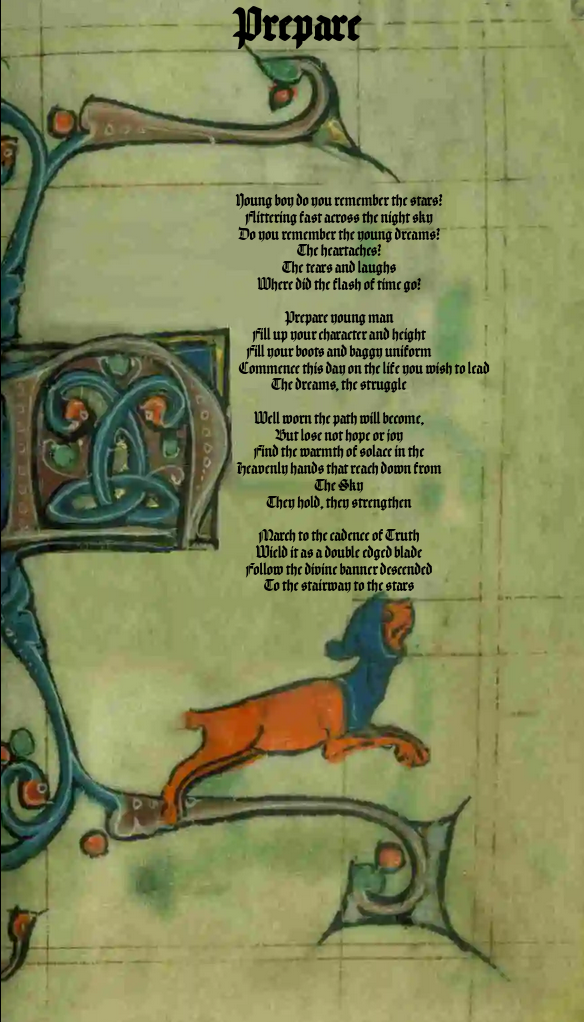 Prepare
Young boy do you remember the stars?
Flittering fast across the night sky
Do you remember the young dreams?
The heartaches?
The tears and laughs
Where did the flash of time go?
Prepare young man
Fill up your character and height
Fill your boots and baggy uniform
Commence this day on the life you wish to lead
The dreams, the struggle
Well worn the path will become,
But lose not hope or joy
Find the warmth of solace in the
heavenly hands that reach down from
The Sky
They hold, they strengthen
March to the cadence of Truth
Wield it as a double edged blade
Follow the divine banner descended
To the stairway to the stars